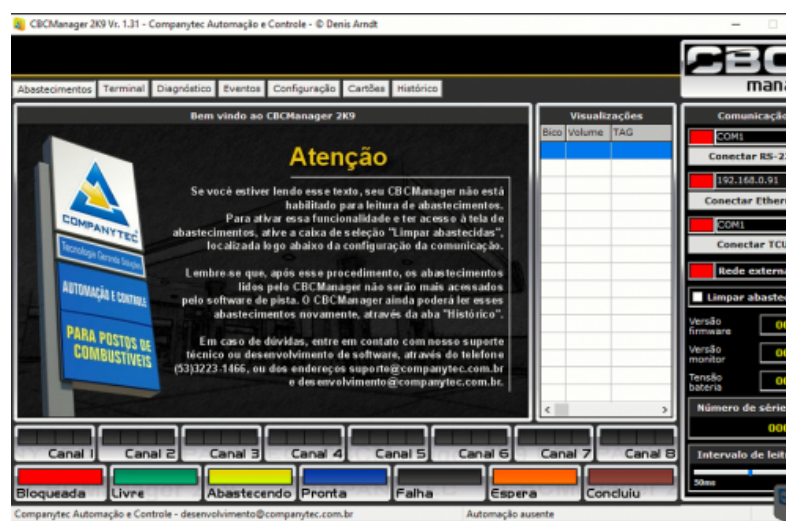 CBCManager 2K9 Vr. 1.31 - Companytec Automação e Controle - © Denis Arndt
CBC
mana
Abastecimentos Terminal Diagnóstico Eventos Configuração Cartões Histórico
Bem vindo ao CBCManager 2K9
Atenção
Se você estiver lendo esse texto, seu CBCManager não está
habilitado para leitura de abastecimentos.
Para ativar essa funcionalidade e ter acesso à tela de
abastecimentos, ative a caixa de seleção "Limpar abastecidas",
localizada logo abaixo da configuração da comunicação.
Lembre-se que, após esse procedimento, os abastecimentos
lidos pelo CBCManager não serão mais acessados
pelo software de pista. O CBCManager ainda poderá ler esses
abastecimentos novamente, através da aba "Histórico".
Em caso de dúvidas, entre em contato com nosso suporte
técnico ou desenvolvimento de software, através do telefone
(53)3223-1466, ou dos endereços suporte@companytec.com.br
e desenvolvimento@companytec.com.br.
COMPANYTEC
Tecnologia Gerando Soluções
AUTOMAÇÃO E CONTROLE
PARA POSTOS DE
COMBUSTÍVEIS
Visualizações
Bico Volume TAG
Comunicação
COM1
Conectar RS-23
192.168.0.91
Conectar Ethern
COM1
Conectar TCU
Rede externa
Limpar abastec
Versão
firmware
00
Versão
monitor
00
Tensão
bateria
00
Número de série
000
Intervalo de leitu
50ms
Canal 1 Canal 2 Canal 3 Canal 4 Canal 5 Canal 6 Canal 7 Canal 8
Bloqueada Livre Abastecendo Pronta Falha Espera Concluiu
Companytec Automação e Controle - desenvolvimento@companytec.com.br Automação ausente